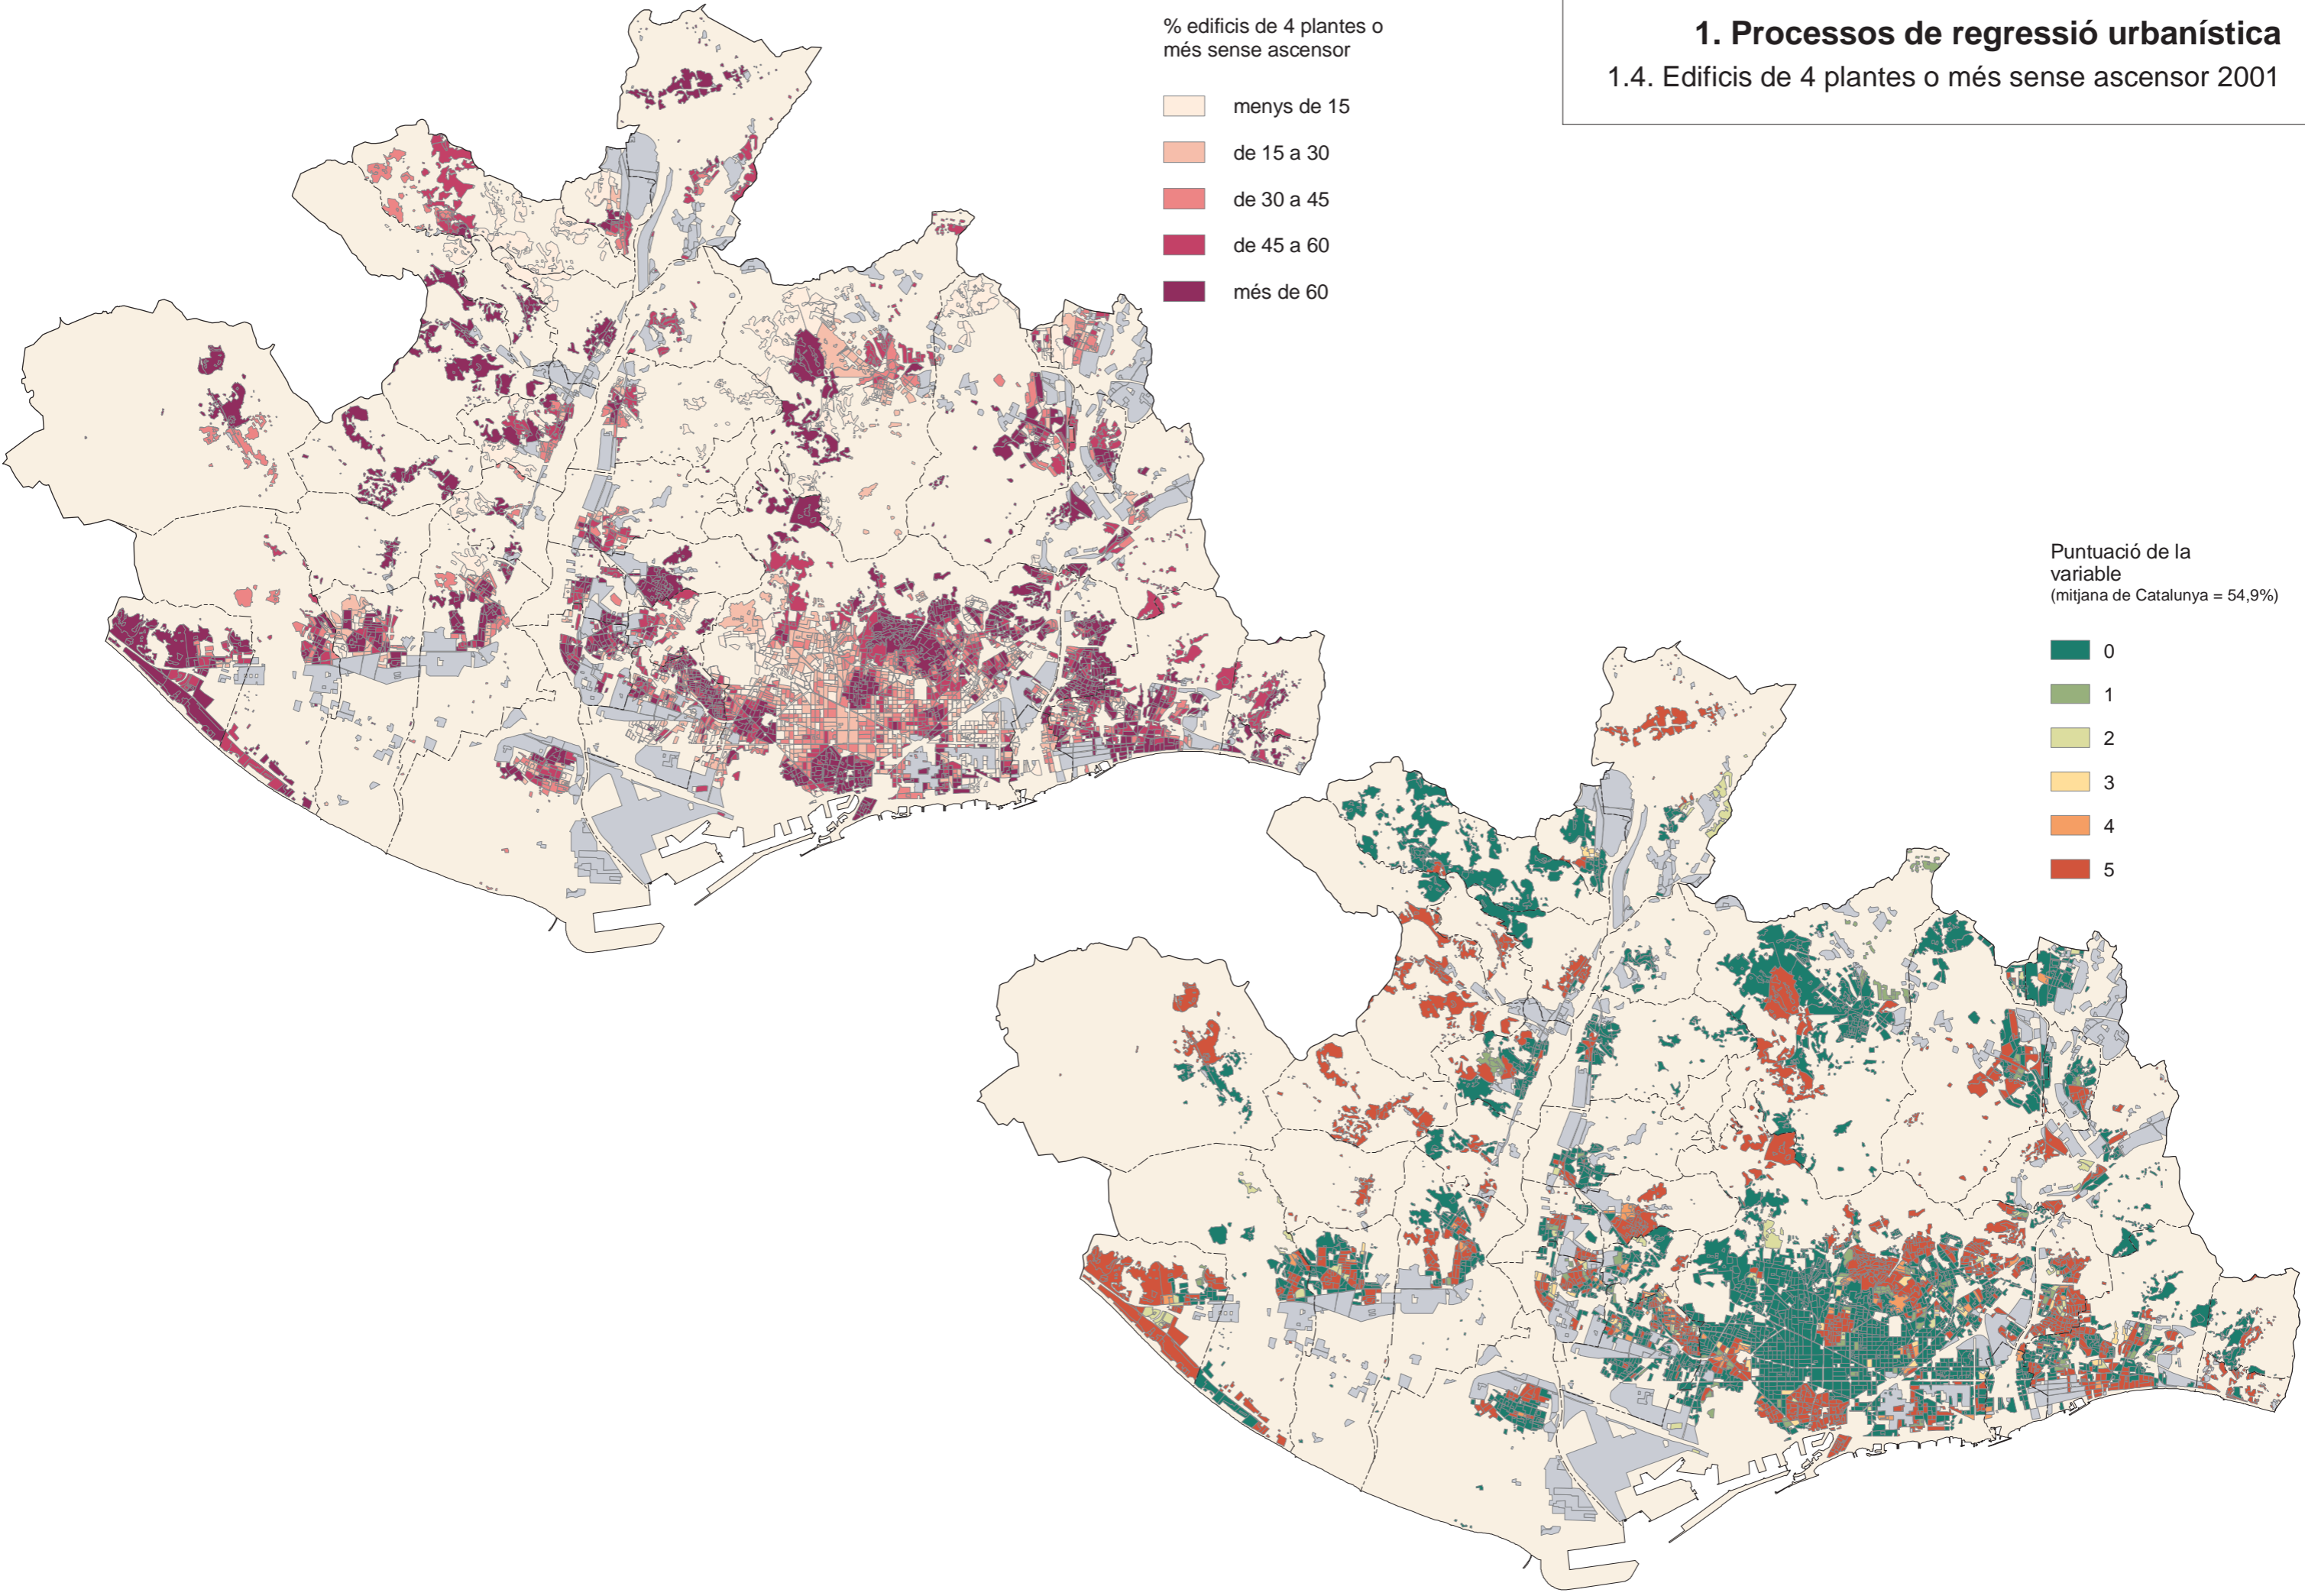 1. Processos de regressió urbanística
1.4. Edificis de 4 plantes o més sense ascensor 2001
% edificis de 4 plantes o
més sense ascensor
menys de 15
de 15 a 30
de 30 a 45
de 45 a 60
més de 60
Puntuació de la
variable
(mitjana de Catalunya = 54,9%)
0
1
2
3
4
5